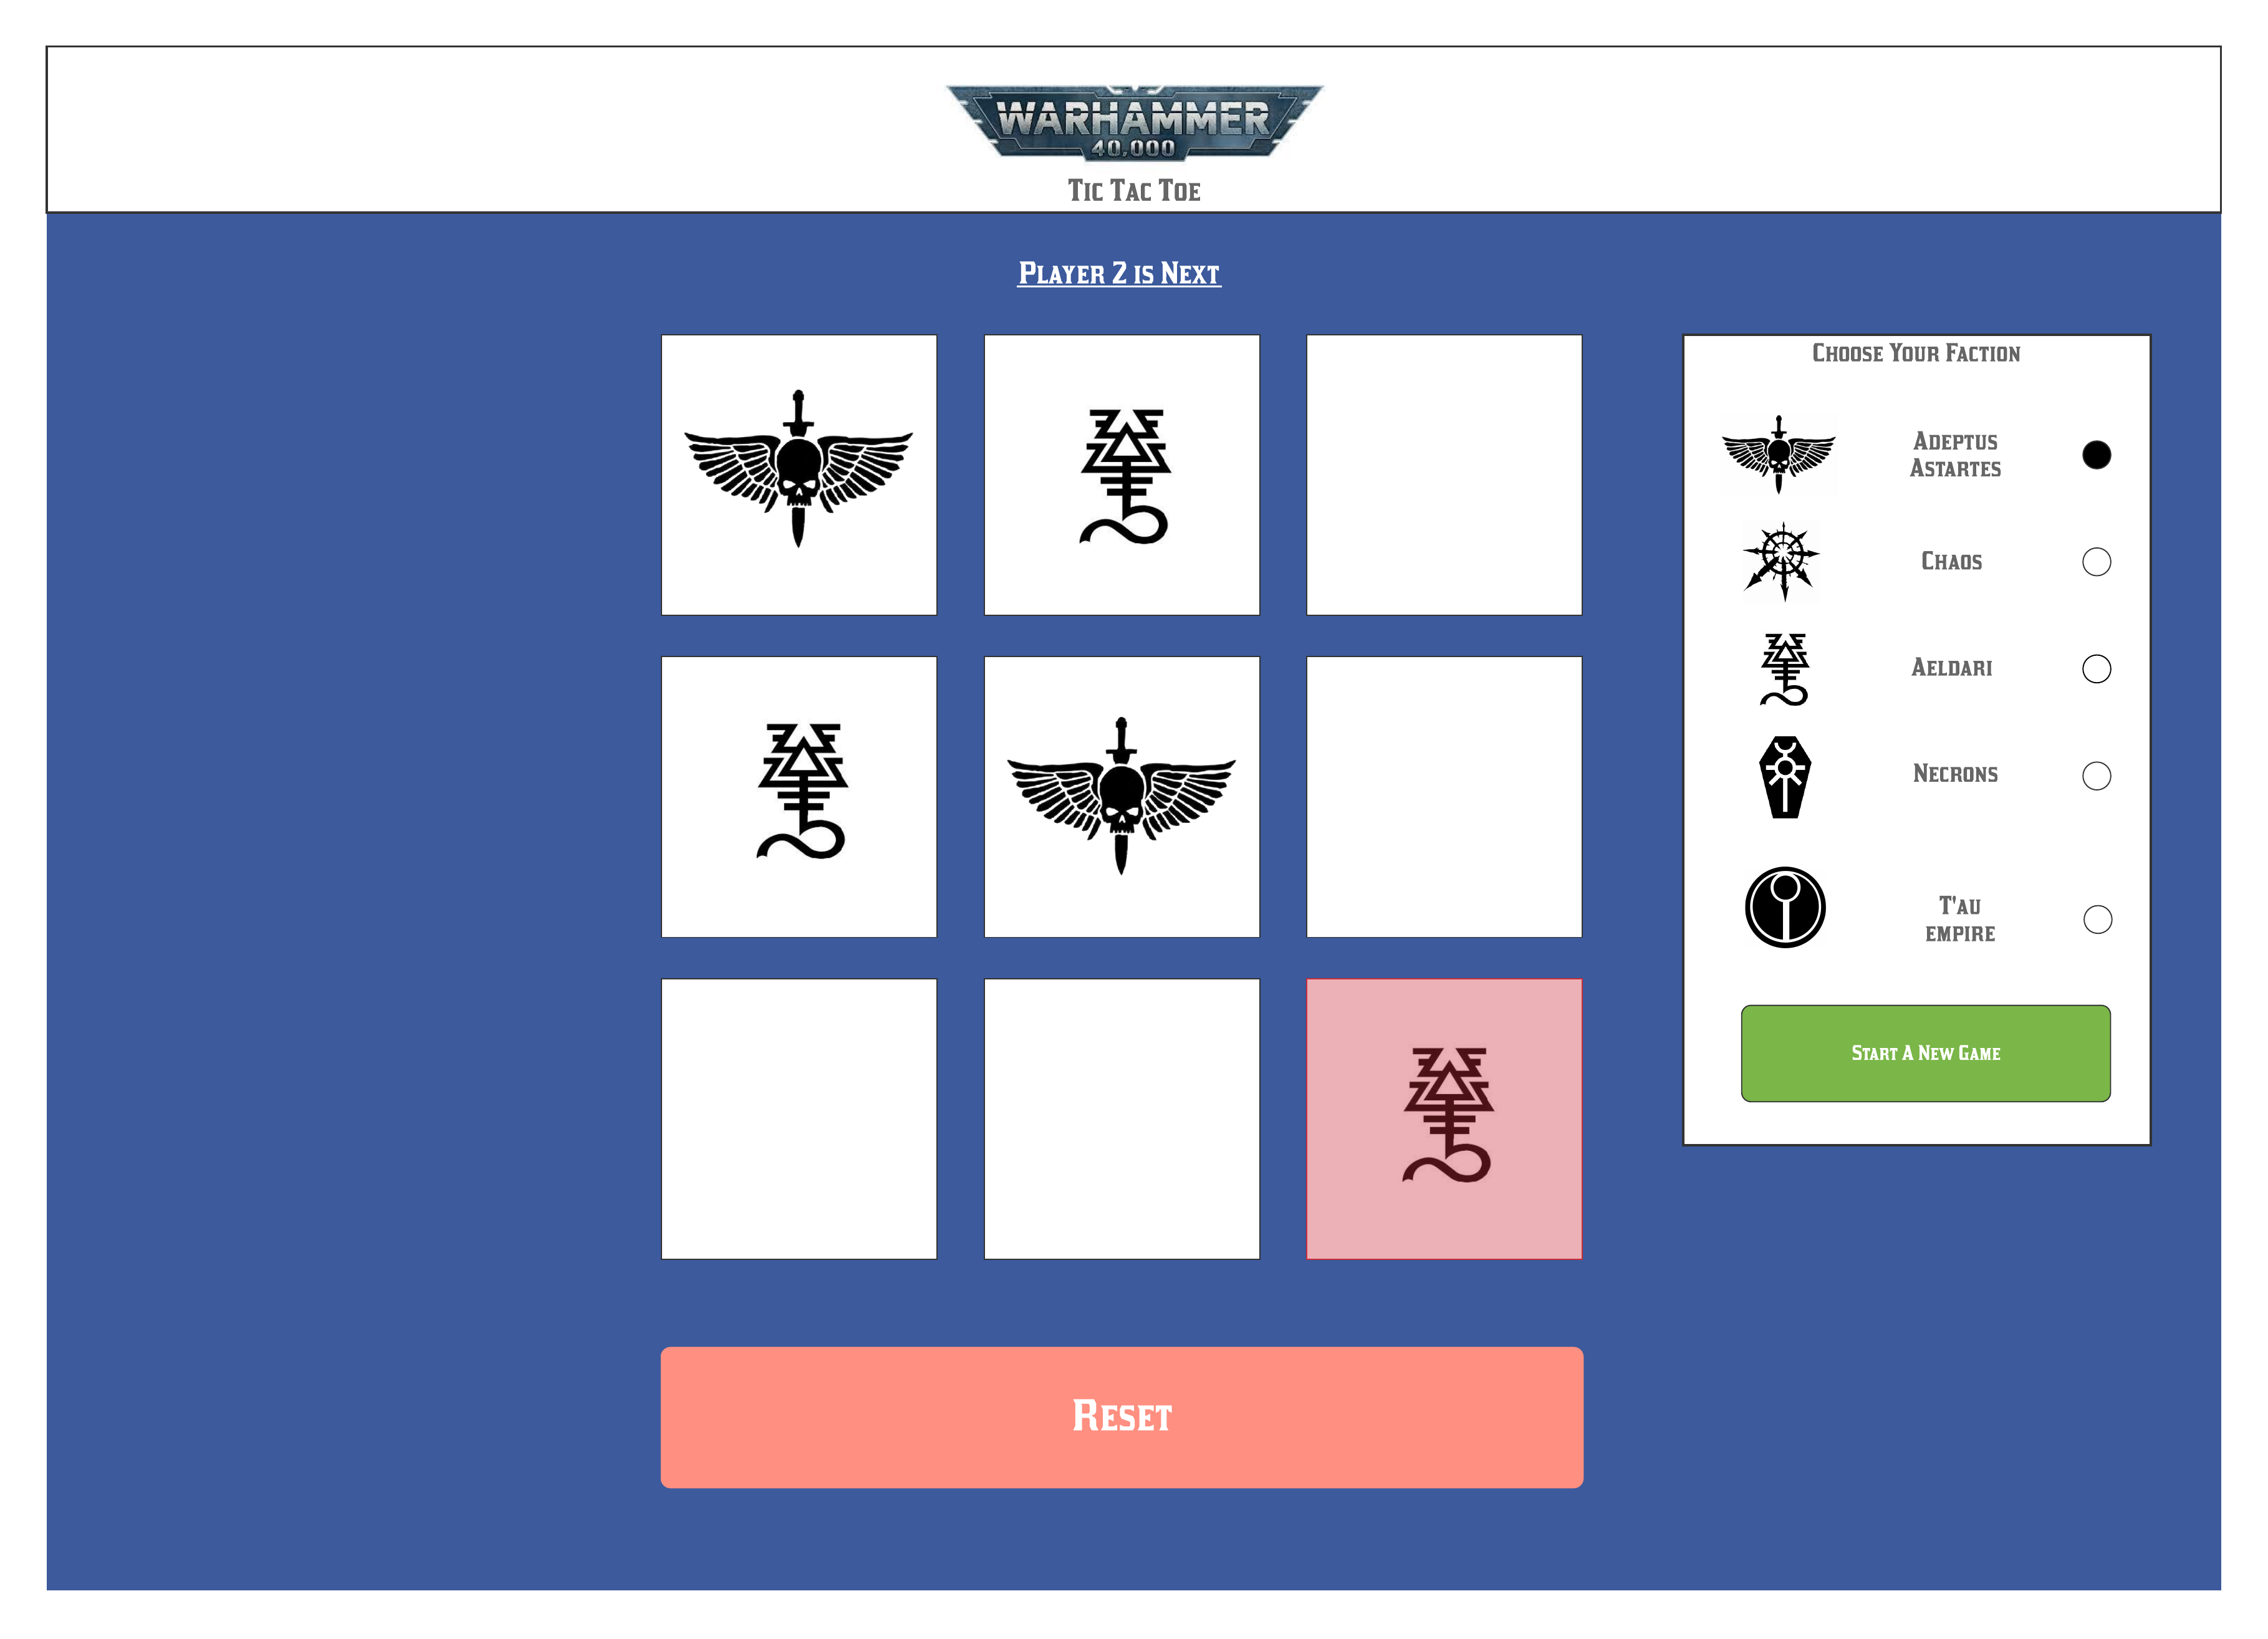 WARHAMMER
40,000
Tic Tac Toe
Player 2 is Next
Choose Your Faction
Adeptus
Astartes
Chaos
Aeldari
Necrons
T'au
empire
Start A New Game
Reset